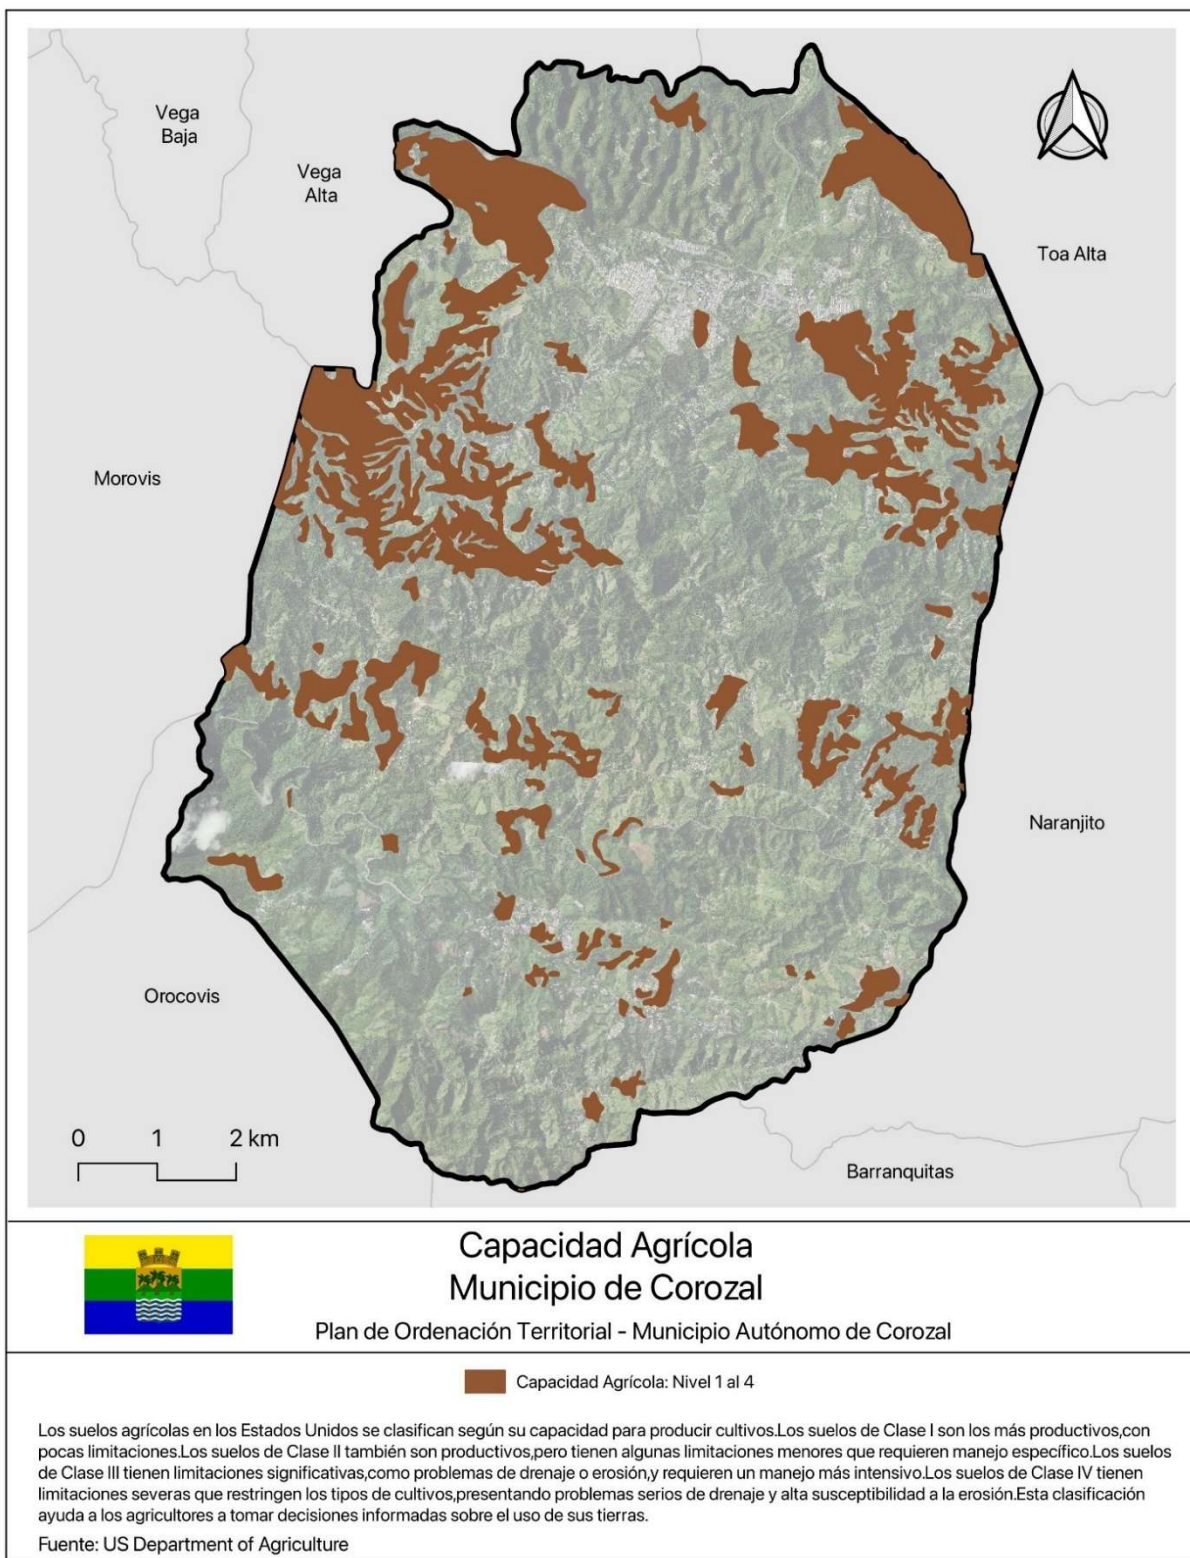 Vega
Baja
Vega
Alta
Toa Alta
Morovis
Naranjito
Orocovis
0 1 2 km
Barranquitas
Capacidad Agrícola
Municipio de Corozal
Plan de Ordenación Territorial - Municipio Autónomo de Corozal
Capacidad Agrícola: Nivel 1 al 4
Los suelos agrícolas en los Estados Unidos se clasifican según su capacidad para producir cultivos.Los suelos de Clase I son los más productivos,con
pocas limitaciones.Los suelos de Clase II también son productivos,pero tienen algunas limitaciones menores que requieren manejo específico.Los suelos
de Clase III tienen limitaciones significativas,como problemas de drenaje o erosión,y requieren un manejo más intensivo.Los suelos de Clase IV tienen
limitaciones severas que restringen los tipos de cultivos,presentando problemas serios de drenaje y alta susceptibilidad a la erosión.Esta clasificación
ayuda a los agricultores a tomar decisiones informadas sobre el uso de sus tierras.
Fuente: US Department of Agriculture